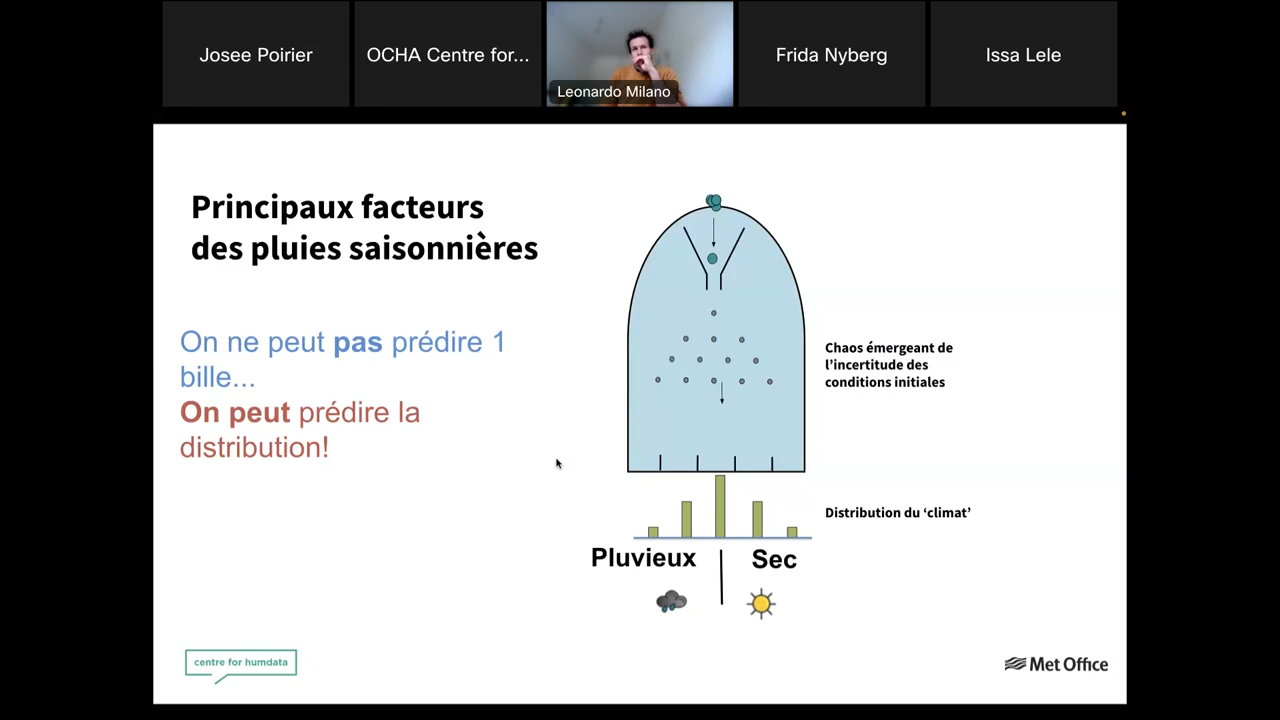 Josee Poirier
OCHA Centre for...
Leonardo Milano
Frida Nyberg
Issa Lele
Principaux facteurs
des pluies saisonnières
On ne peut pas prédire 1
bille...
On peut prédire la
distribution!
Chaos émergeant de
l’incertitude des
conditions initiales
Distribution du ‘climat’
Pluvieux
Sec
centre for humdata
Met Office